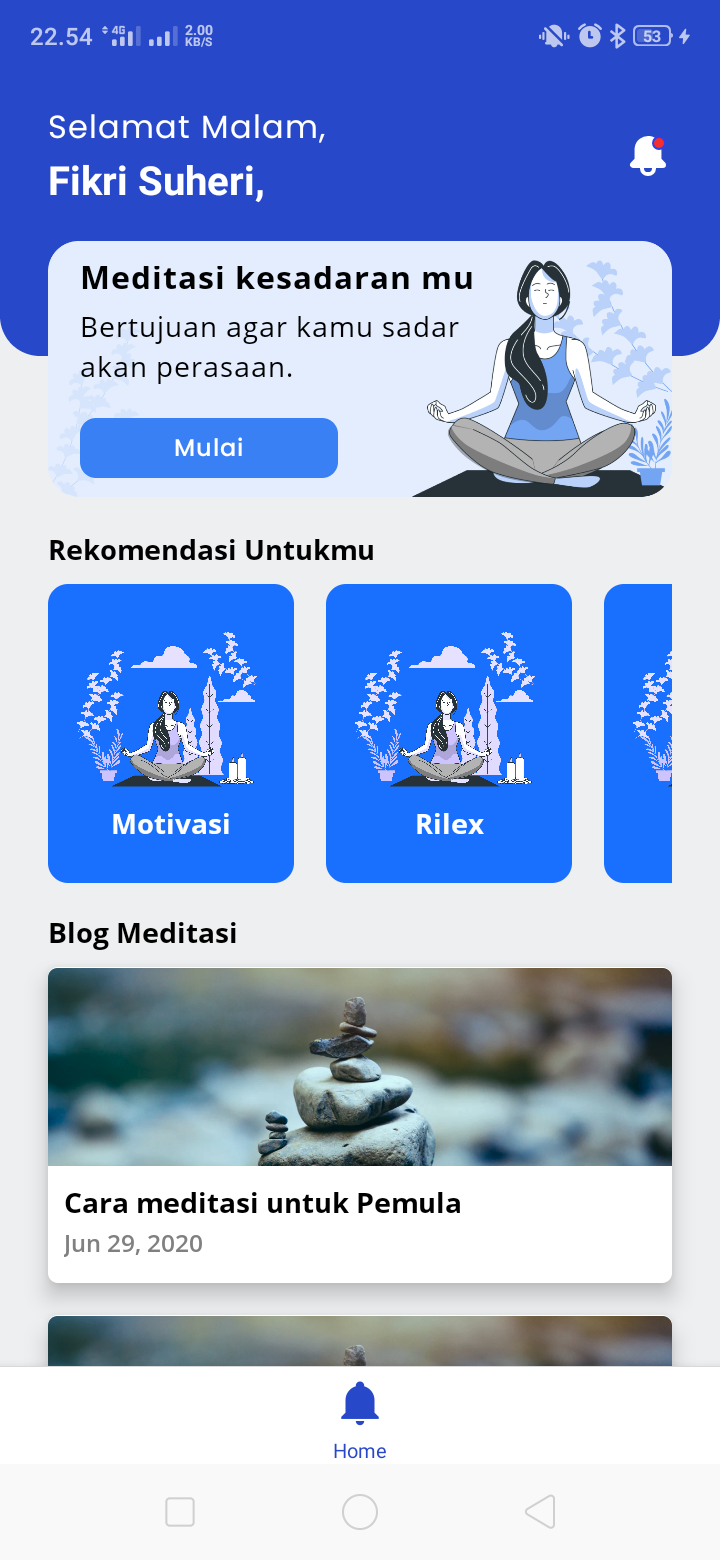 22.54 4G 2.00 KB/S 53
Selamat Malam,
Fikri Suheri,
Meditasi kesadaran mu
Bertujuan agar kamu sadar
akan perasaan.
Mulai
Rekomendasi Untukmu
Motivasi Rilex
Blog Meditasi
Cara meditasi untuk Pemula
Jun 29, 2020
Home